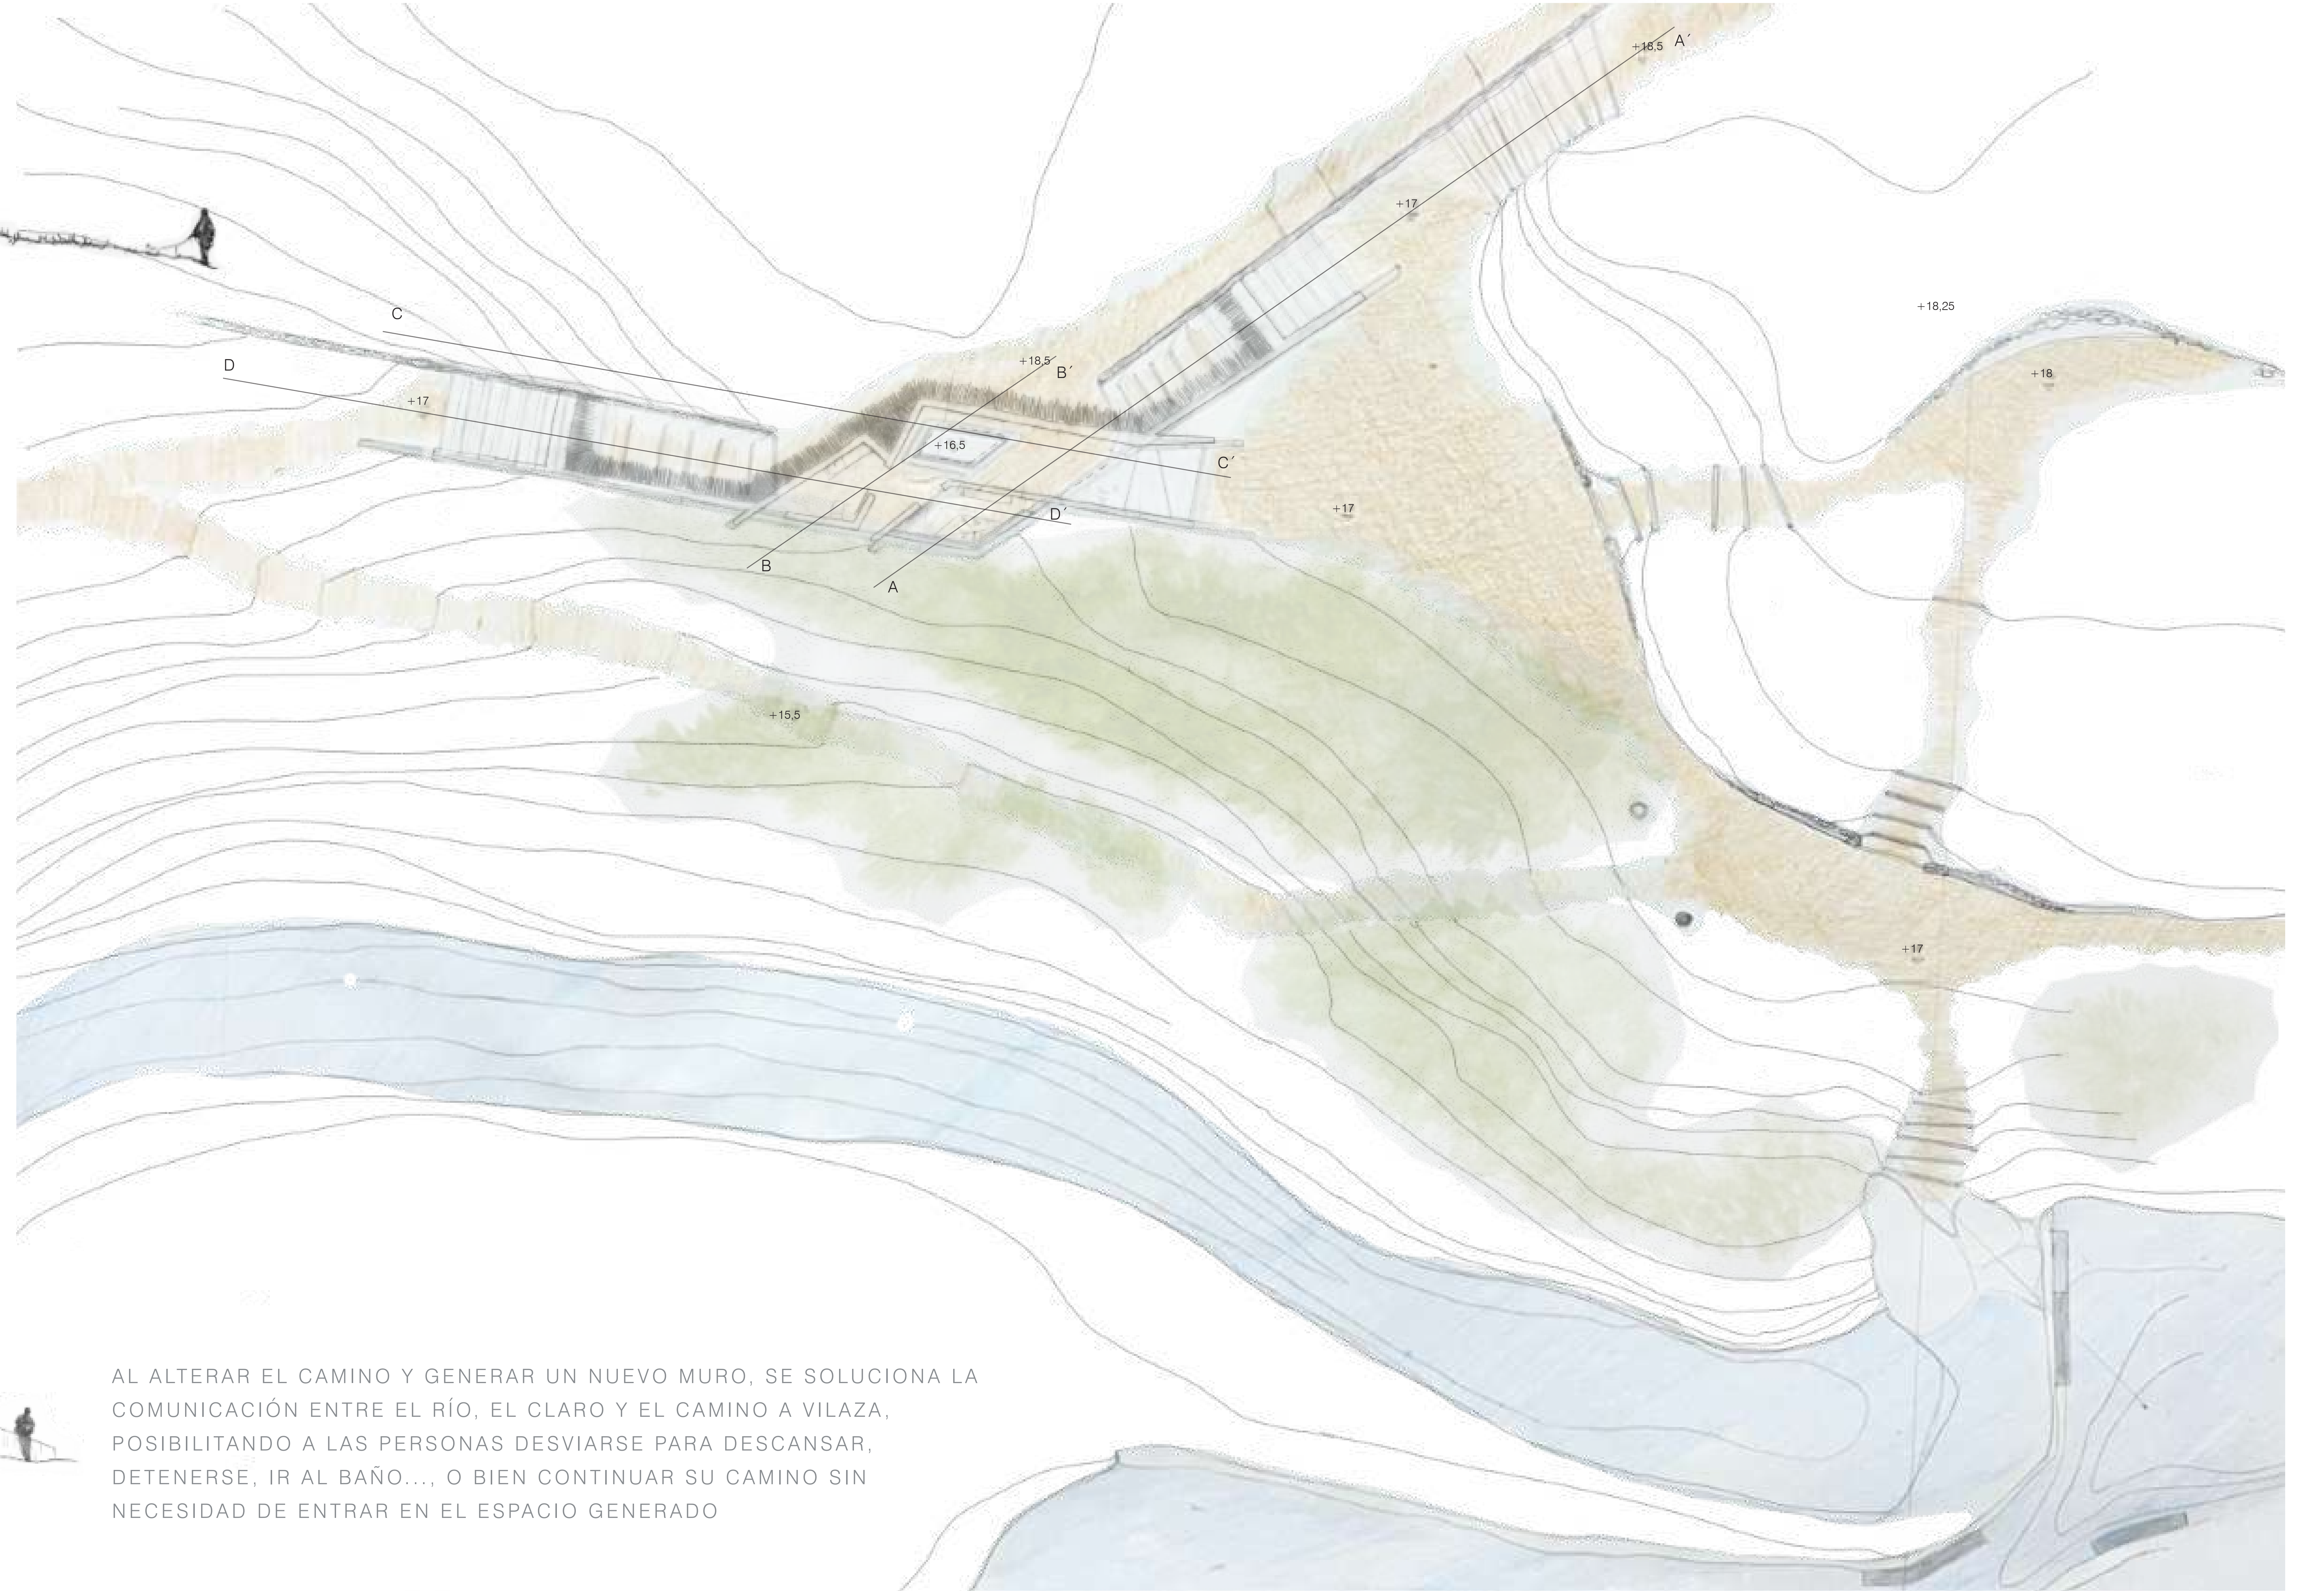 +18,5 A´
+17
+18,25
C
+18,5
B´
D
+18
+17
+16,5
C´
+17
D´
B
A
+15,5
+17
AL ALTERAR EL CAMINO Y GENERAR UN NUEVO MURO, SE SOLUCIONA LA
COMUNICACIÓN ENTRE EL RÍO, EL CLARO Y EL CAMINO A VILAZA,
POSIBILITANDO A LAS PERSONAS DESVIARSE PARA DESCANSAR,
DETENERSE, IR AL BAÑO..., O BIEN CONTINUAR SU CAMINO SIN
NECESIDAD DE ENTRAR EN EL ESPACIO GENERADO